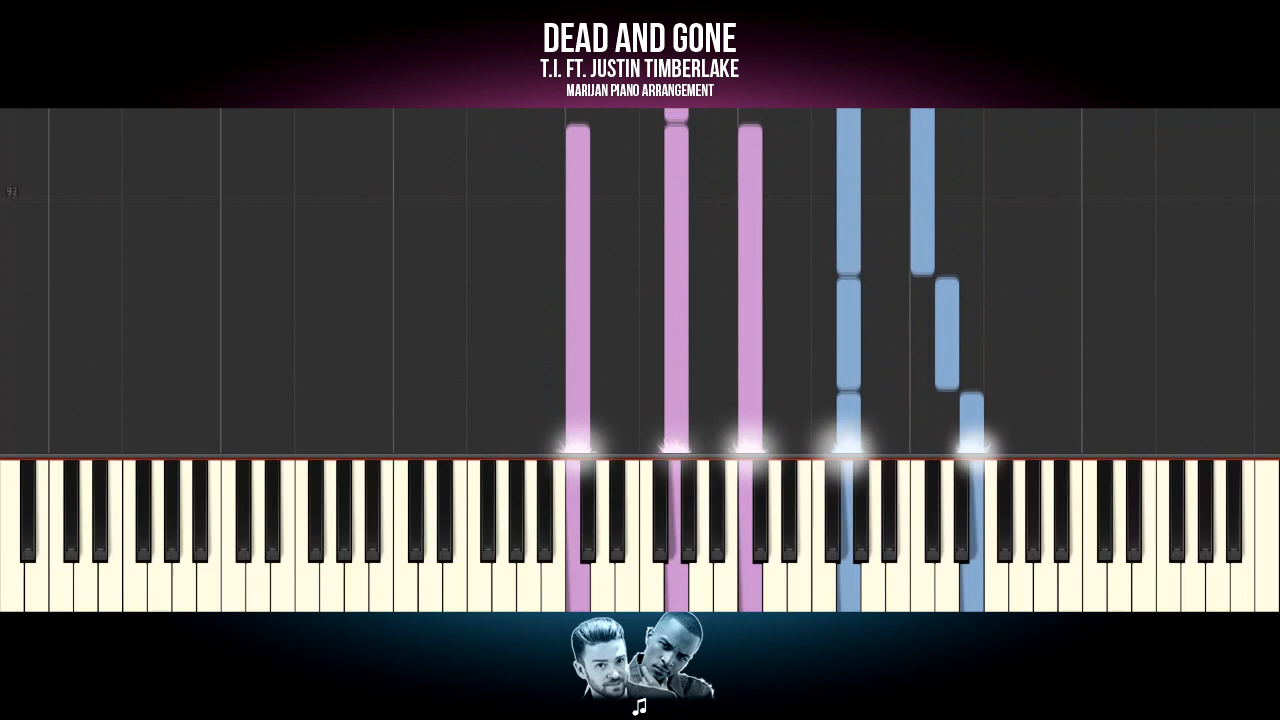 DEAD AND GONE
T.I. FT. JUSTIN TIMBERLAKE
MARIJAN PIANO ARRANGEMENT